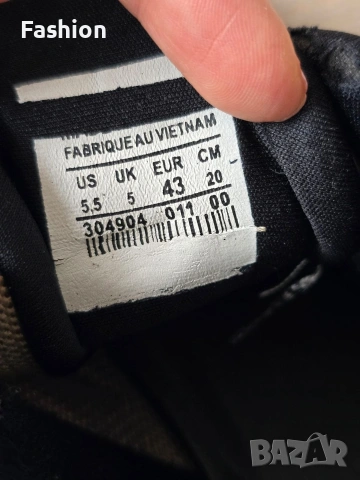 Fashion
FABRIQUE AU VIETNAM
US UK EUR CM
5.5 5 43 20
304904 011 00
BAZAR